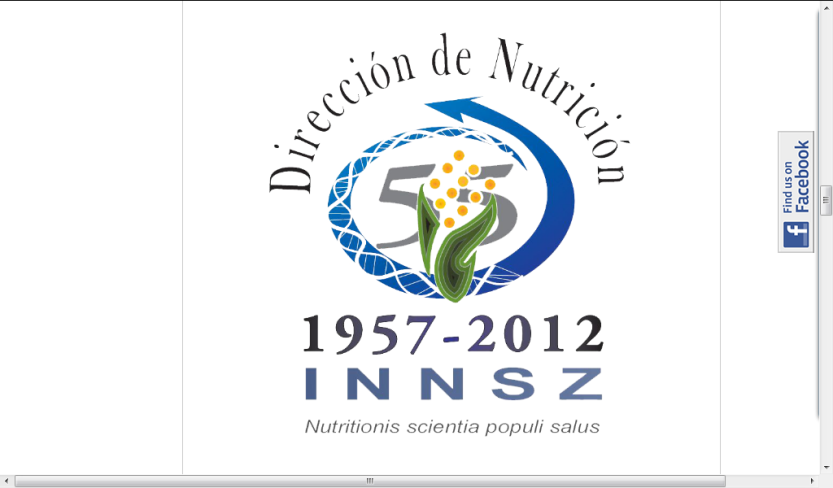 Dirección de Nutrición
55
1957-2012
INNSZ
Nutritionis scientia populi salus
Find us on
Facebook